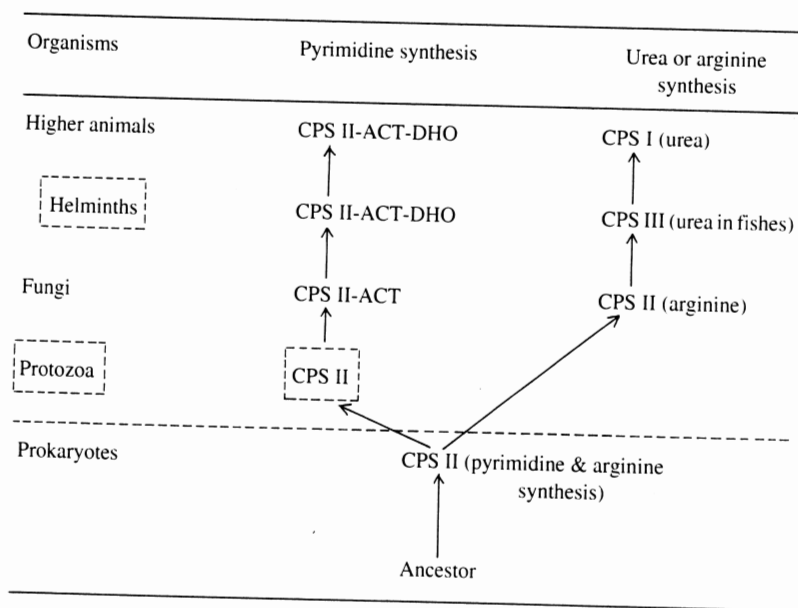 Organisms
Pyrimidine synthesis
Urea or arginine
synthesis
Higher animals
CPS II-ACT-DHO
CPS I (urea)
Helminths
CPS II-ACT-DHO
CPS III (urea in fishes)
Fungi
CPS II-ACT
CPS II (arginine)
Protozoa
CPS II
Prokaryotes
CPS II (pyrimidine & arginine
synthesis)
Ancestor